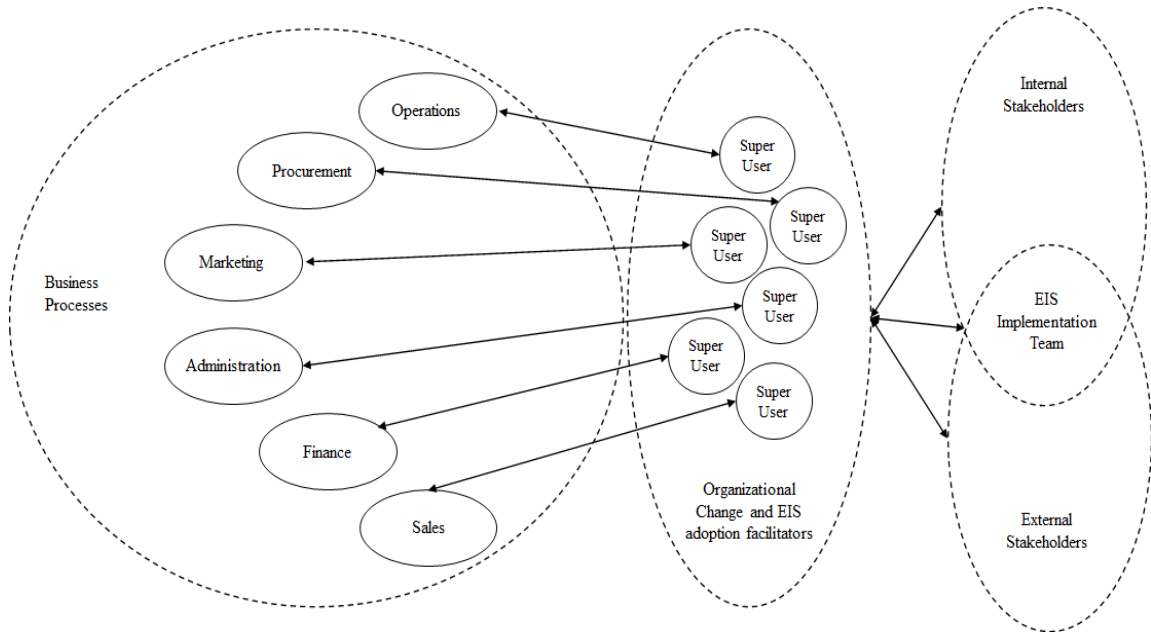 Operations
Procurement
Marketing
Business
Processes
Administration
Finance
Sales
Super
User
Super
User
Super
User
Super
User
Super
User
Super
User
Organizational
Change and EIS
adoption facilitators
Internal
Stakeholders
EIS
Implementation
Team
External
Stakeholders